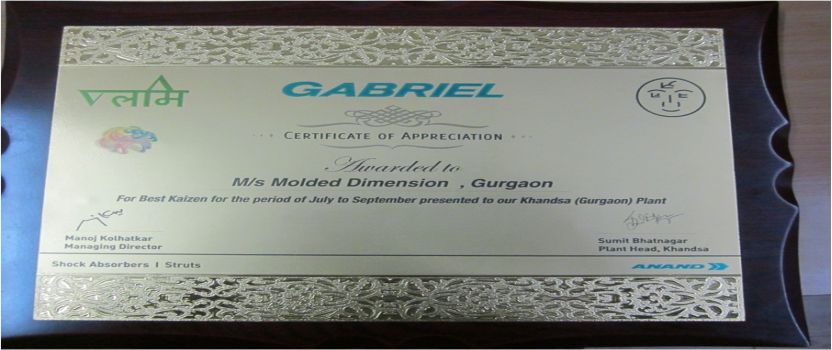 GABRIEL
CERTIFICATE OF APPRECIATION
Awarded to
M/s Molded Dimension , Gurgaon
For Best Kaizen for the period of July to September presented to our Khandsa (Gurgaon) Plant
Manoj Kolhatkar
Managing Director
Sumit Bhatnagar
Plant Head, Khandsa
Shock Absorbers I Struts
ANAND